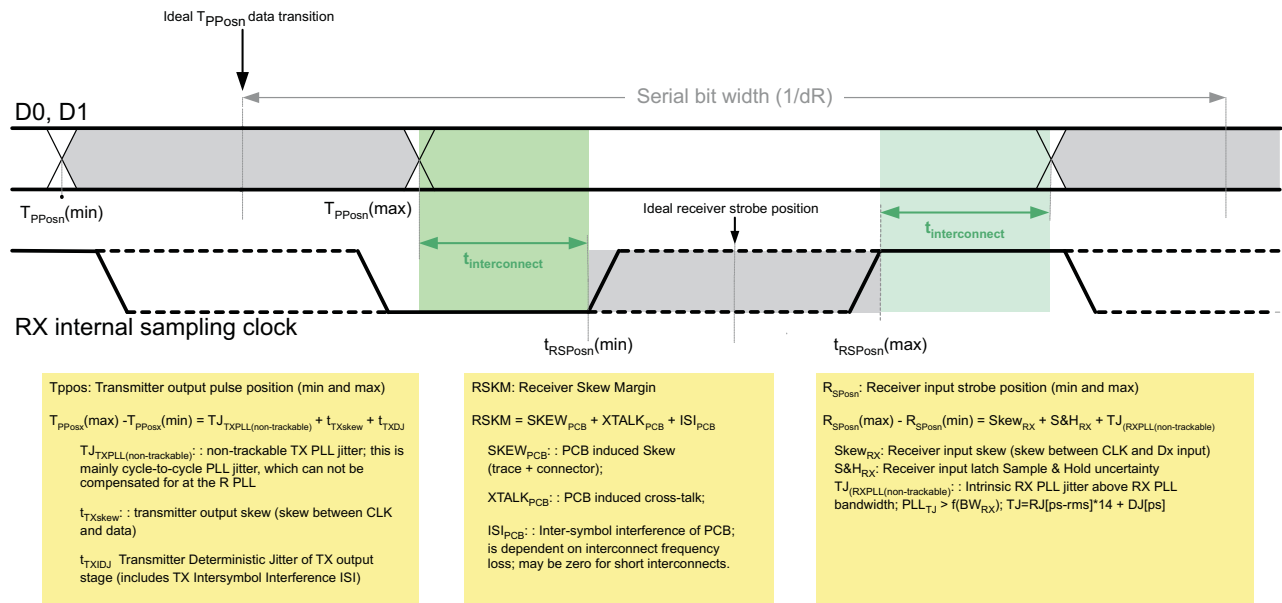 Ideal TPPosn data transition
Serial bit width (1/dR)
D0, D1
TPPosn(min)
TPPosn(max)
Ideal receiver strobe position
tinterconnect
tinterconnect
RX internal sampling clock
tRSPosn(min)
tRSPosn(max)
Tppos: Transmitter output pulse position (min and max)
TPPosx(max) -TPPosx(min) = TJTXPLL(non-trackable) + tTXskew + tTXDJ
TJTXPLL(non-trackable): : non-trackable TX PLL jitter; this is
mainly cycle-to-cycle PLL jitter, which can not be
compensated for at the R PLL
tTXskew: : transmitter output skew (skew between CLK
and data)
tTXIDJ Transmitter Deterministic Jitter of TX output
stage (includes TX Intersymbol Interference ISI)
RSKM: Receiver Skew Margin
RSKM = SKEWPCB + XTALKPCB + ISIPCB
SKEWPCB: : PCB induced Skew
(trace + connector);
XTALKPCB: : PCB induced cross-talk;
ISIPCB: : Inter-symbol interference of PCB;
is dependent on interconnect frequency
loss; may be zero for short interconnects.
RSPosn: Receiver input strobe position (min and max)
RSPosn(max) - RSPosn(min) = SkewRX + S&HRX + TJ(RXPLL(non-trackable)
SkewRX: Receiver input skew (skew between CLK and Dx input)
S&HRX: Receiver input latch Sample & Hold uncertainty
TJ(RXPLL(non-trackable): : Intrinsic RX PLL jitter above RX PLL
bandwidth; PLLTJ > f(BWRX); TJ=RJ[ps-rms]*14 + DJ[ps]